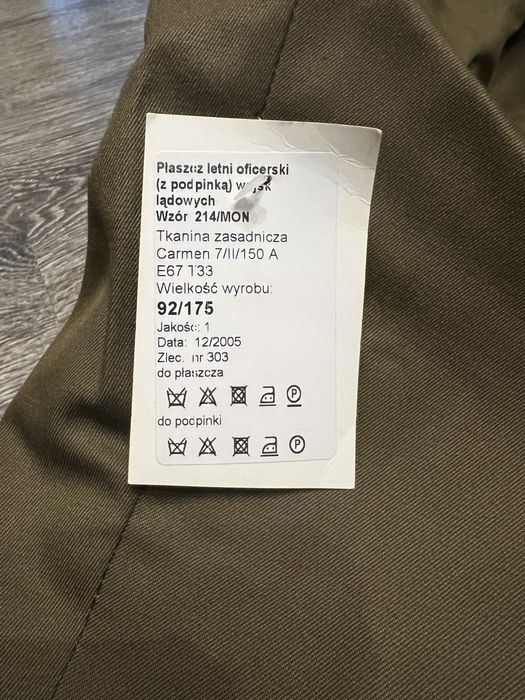 Płaszcz letni oficerski
(z podpinką) wojsk
lądowych
Wzór 214/MON
Tkanina zasadnicza
Carmen 7/II/150 A
E67 T33
Wielkość wyrobu:
92/175
Jakość: 1
Data: 12/2005
Zlec. nr 303
do płaszcza
P
do podpinki
P